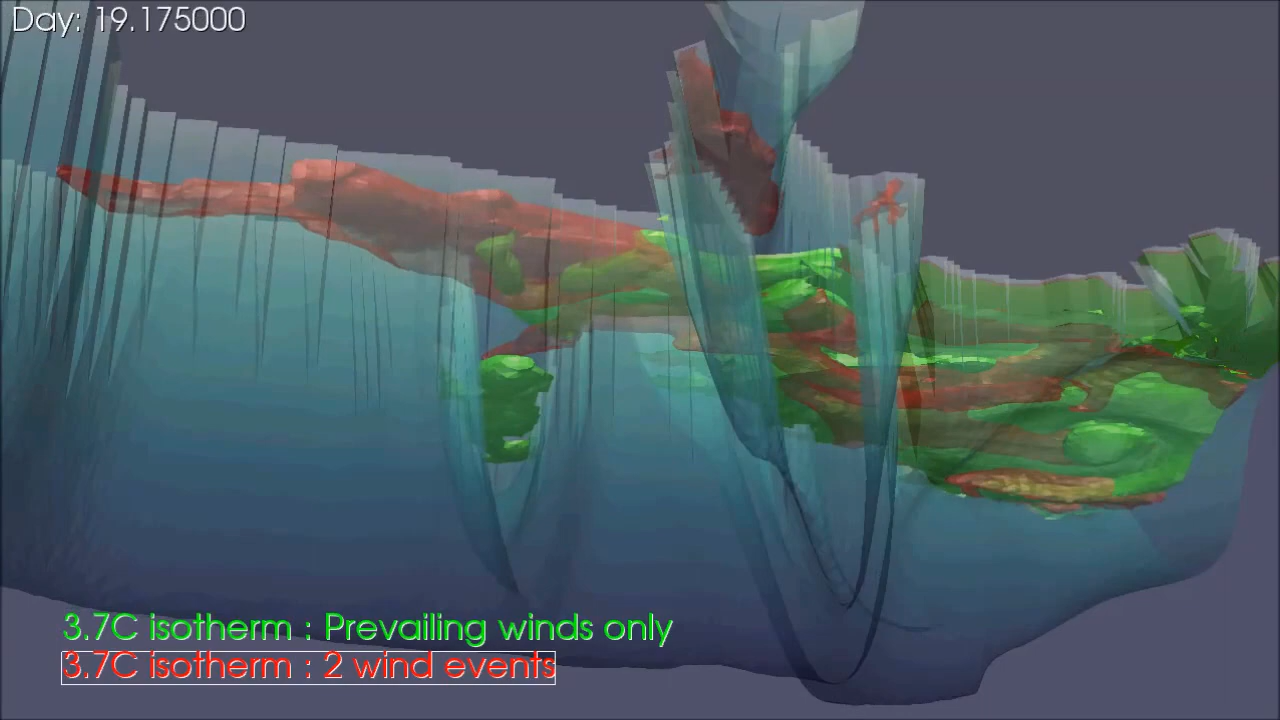 Day: 19.175000
3.7C isotherm : Prevailing winds only
3.7C isotherm : 2 wind events